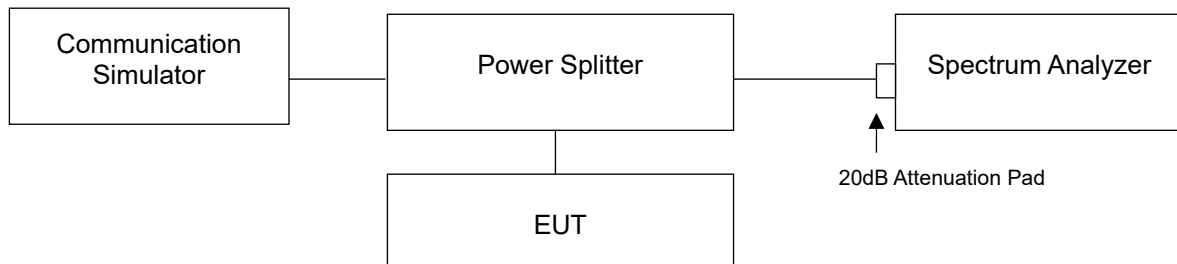 Communication
Simulator
Power Splitter
Spectrum Analyzer
20dB Attenuation Pad
EUT